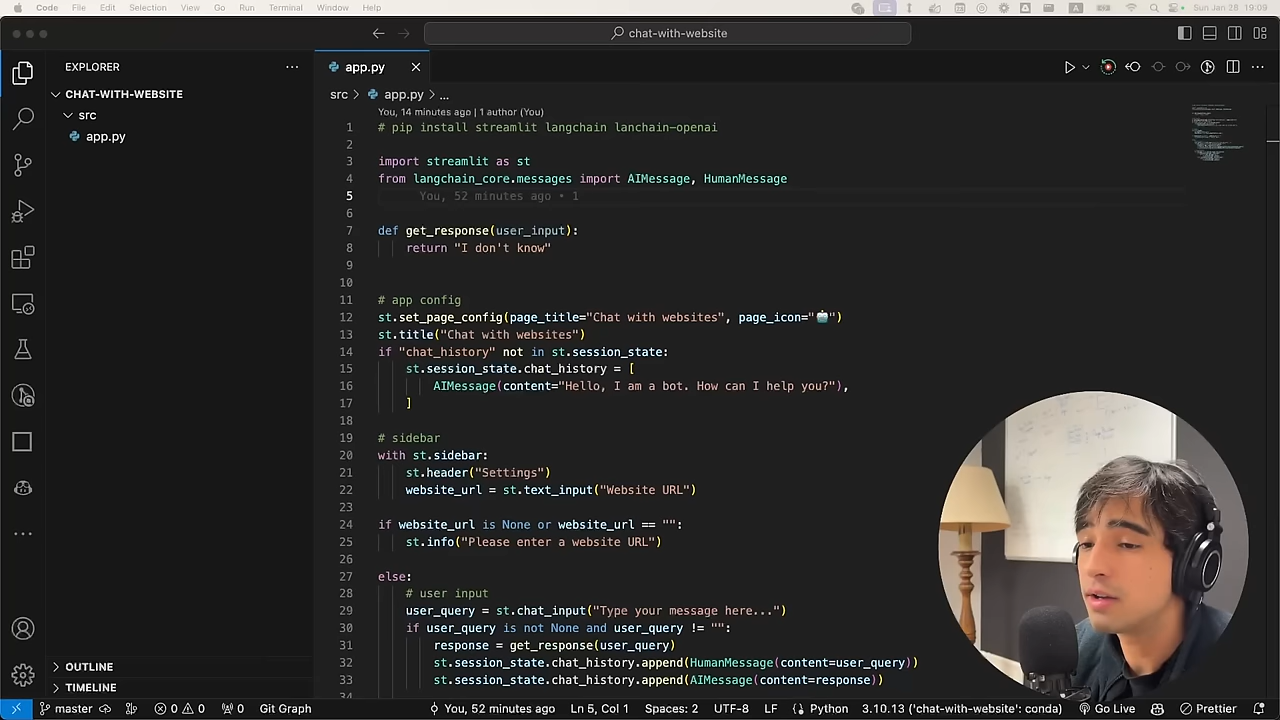 Code File Edit Selection View Go Run Terminal Window Help Sun Jan 28 19:09
chat-with-website
EXPLORER
CHAT-WITH-WEBSITE
src
app.py
OUTLINE
TIMELINE
app.py
src > app.py > ...
You, 14 minutes ago | 1 author (You)
1 # pip install streamlit langchain lanchain-openai
2
3 import streamlit as st
4 from langchain_core.messages import AIMessage, HumanMessage
5 You, 52 minutes ago • 1
6
7 def get_response(user_input):
8 return "I don't know"
9
10
11 # app config
12 st.set_page_config(page_title="Chat with websites", page_icon="🤖")
13 st.title("Chat with websites")
14 if "chat_history" not in st.session_state:
15 st.session_state.chat_history = [
16 AIMessage(content="Hello, I am a bot. How can I help you?"),
17 ]
18
19 # sidebar
20 with st.sidebar:
21 st.header("Settings")
22 website_url = st.text_input("Website URL")
23
24 if website_url is None or website_url == "":
25 st.info("Please enter a website URL")
26
27 else:
28 # user input
29 user_query = st.chat_input("Type your message here...")
30 if user_query is not None and user_query != "":
31 response = get_response(user_query)
32 st.session_state.chat_history.append(HumanMessage(content=user_query))
33 st.session_state.chat_history.append(AIMessage(content=response))
34
master 0 0 0 Git Graph You, 52 minutes ago Ln 5, Col 1 Spaces: 2 UTF-8 LF Python 3.10.13 ('chat-with-website': conda) Go Live Prettier